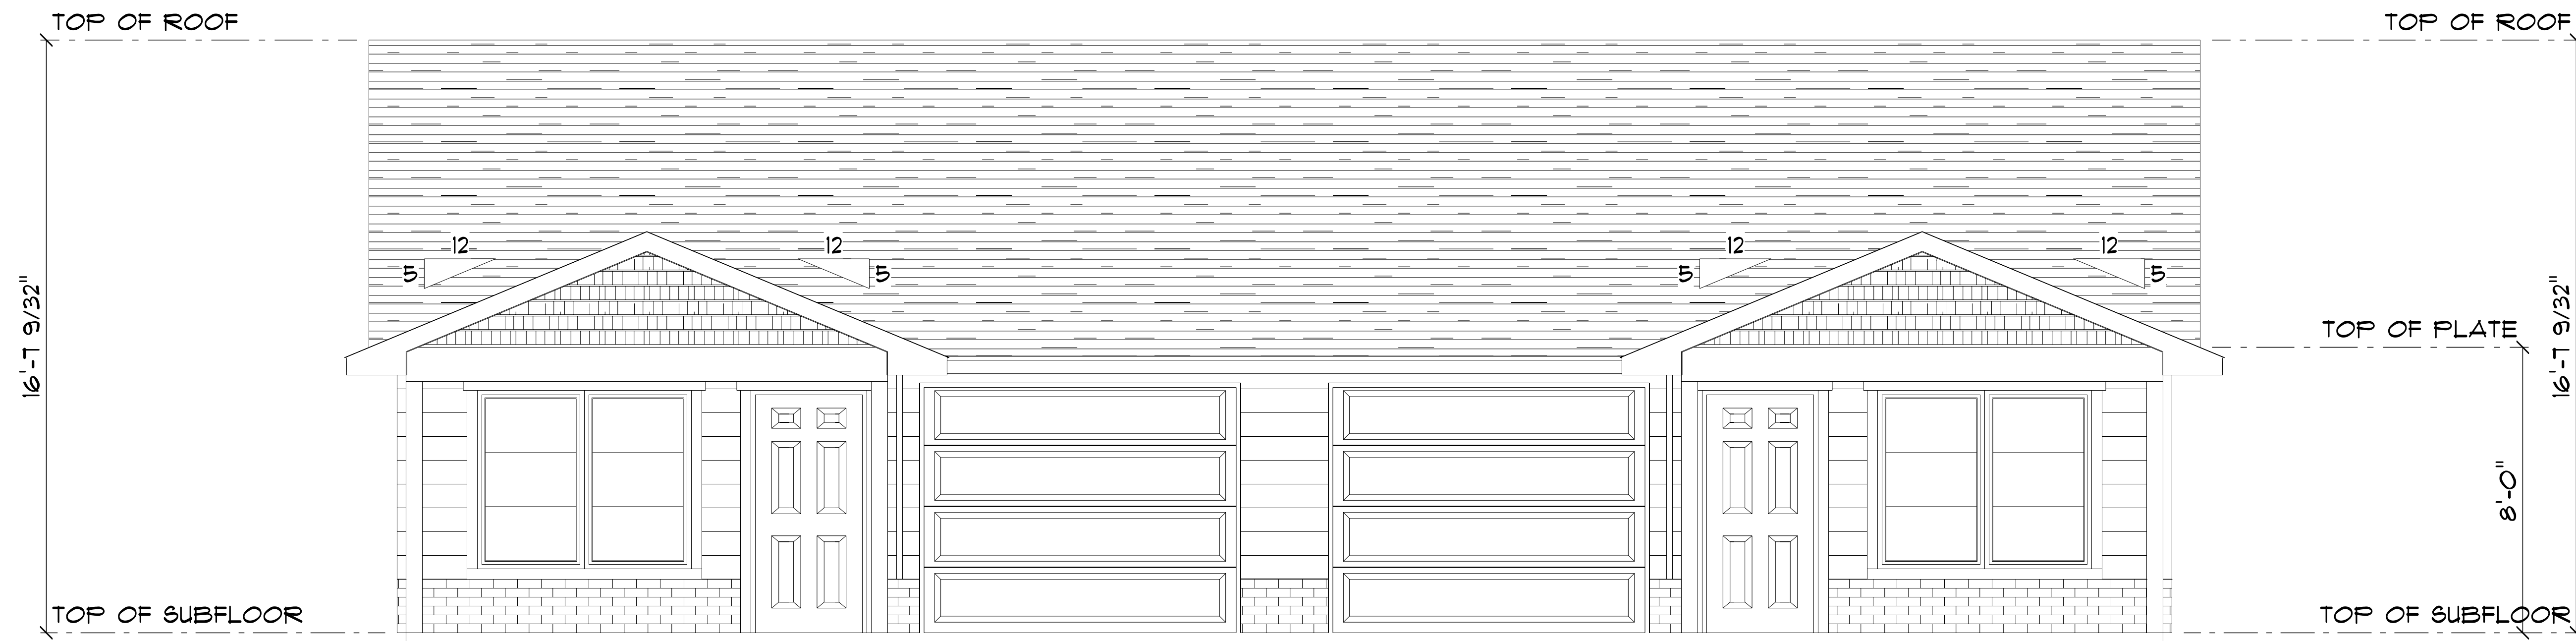 TOP OF ROOF
TOP OF ROOF
12
12
12
12
5
5
5
5
16'-7 9/32"
16'-7 9/32"
TOP OF PLATE
8'-0"
TOP OF SUBFLOOR
TOP OF SUBFLOOR